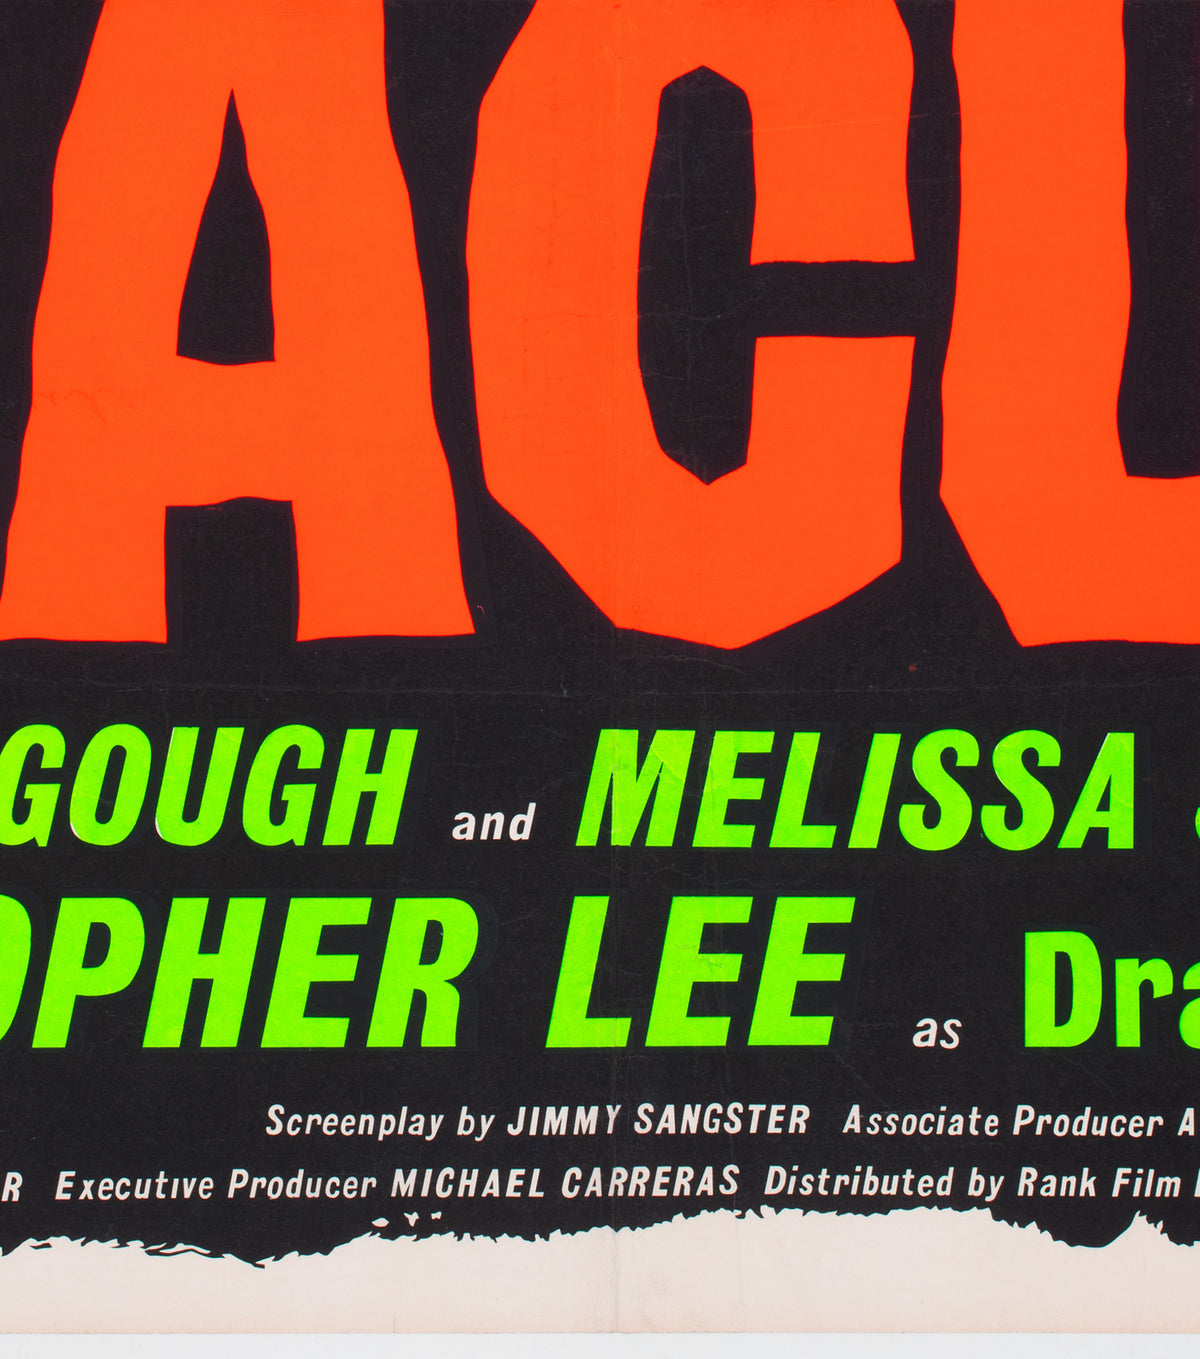 ACU
GOUGH and MELISSA
OPHER LEE as Dra
Screenplay by JIMMY SANGSTER Associate Producer A
R Executive Producer MICHAEL CARRERAS Distributed by Rank Film